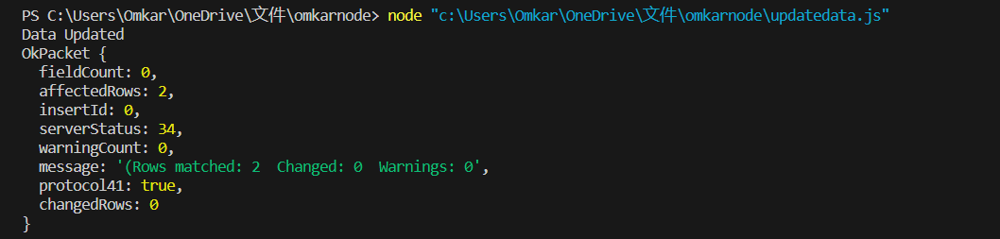 PS C:\Users\Omkar\OneDrive\文件\omkarnode> node "c:\Users\Omkar\OneDrive\文件\omkarnode\updatedata.js"
Data Updated
OkPacket {
  fieldCount: 0,
  affectedRows: 2,
  insertId: 0,
  serverStatus: 34,
  warningCount: 0,
  message: '(Rows matched: 2  Changed: 0  Warnings: 0',
  protocol41: true,
  changedRows: 0
}